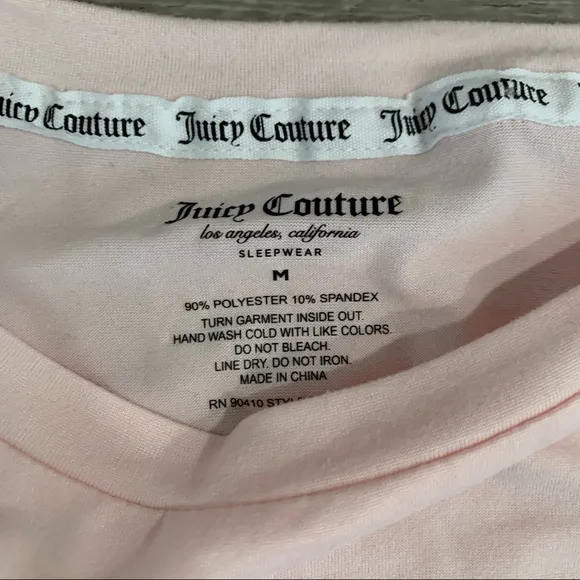 Juicy Couture Juicy Couture Juicy Couture
Juicy Couture
los angeles, california
SLEEPWEAR
M
90% POLYESTER 10% SPANDEX
TURN GARMENT INSIDE OUT.
HAND WASH COLD WITH LIKE COLORS.
DO NOT BLEACH.
LINE DRY. DO NOT IRON.
MADE IN CHINA
RN 90410